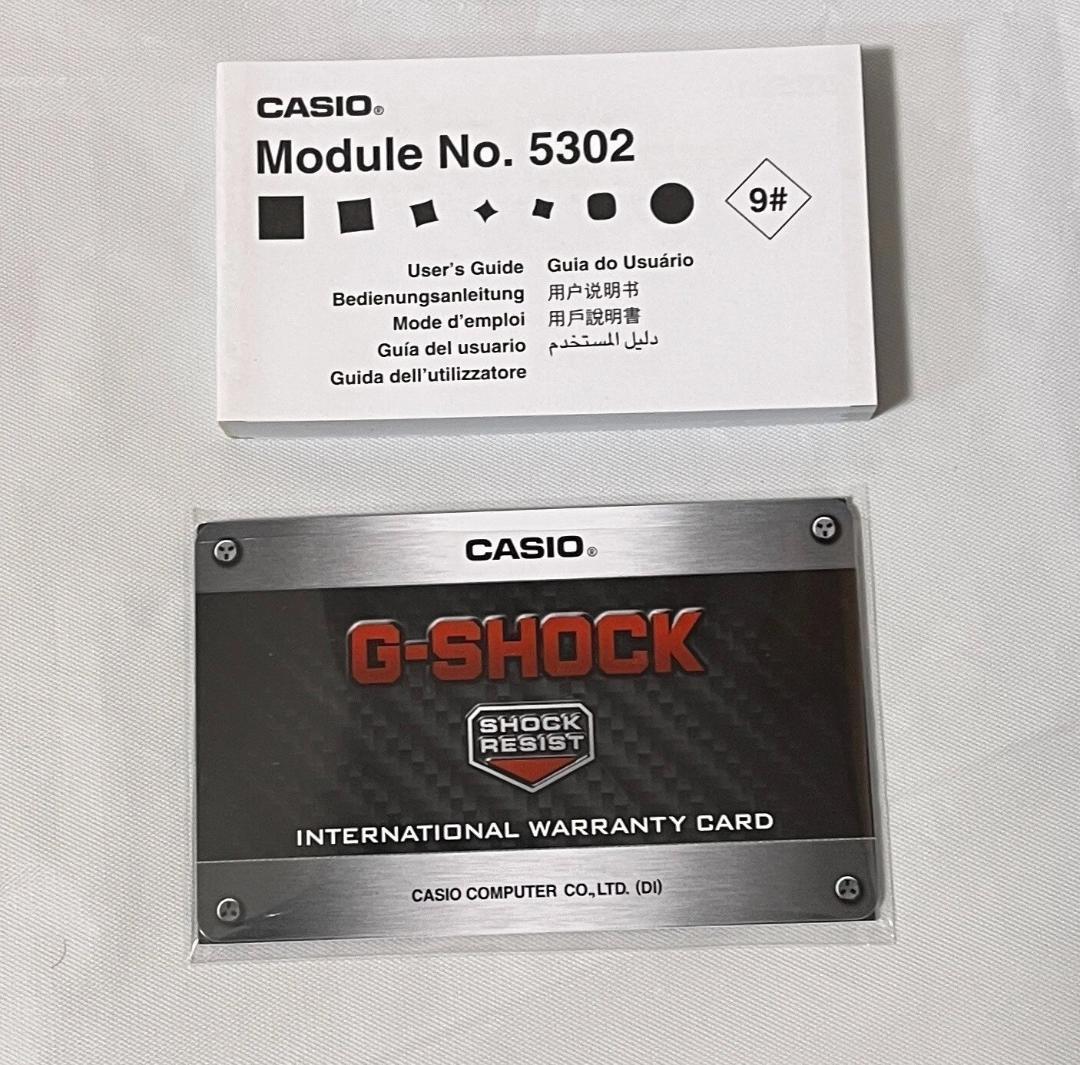 CASIO®
Module No. 5302
9#
User's Guide
Bedienungsanleitung
Mode d'emploi
Guía del usuario
Guida dell'utilizzatore
Guia do Usuário
用户说明书
用戶說明書
دليل المستخدم
CASIO®
G-SHOCK
SHOCK
RESIST
INTERNATIONAL WARRANTY CARD
CASIO COMPUTER CO.,LTD. (DI)